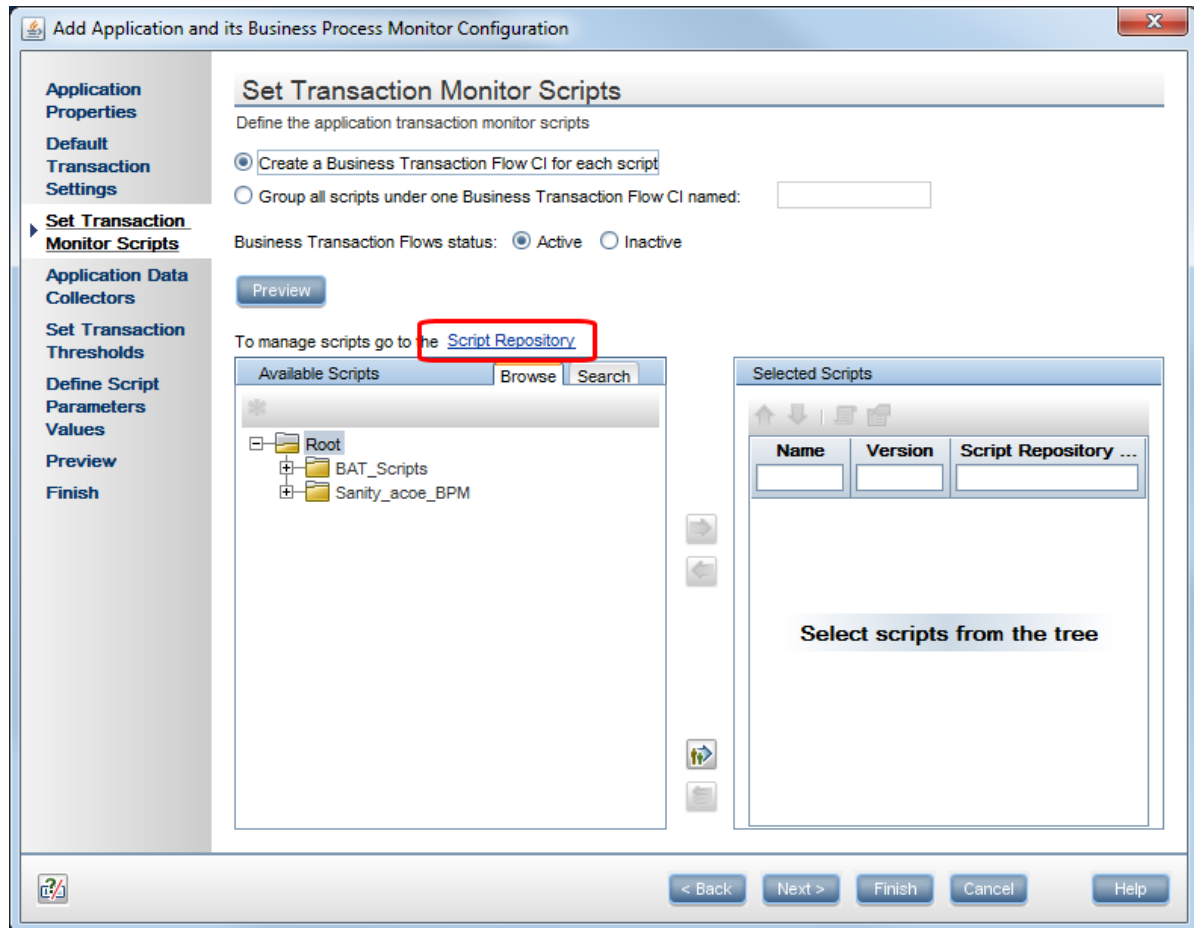 Add Application and its Business Process Monitor Configuration
Application
Properties
Default
Transaction
Settings
Set Transaction
Monitor Scripts
Application Data
Collectors
Set Transaction
Thresholds
Define Script
Parameters
Values
Preview
Finish
Set Transaction Monitor Scripts
Define the application transaction monitor scripts
Create a Business Transaction Flow CI for each script
Group all scripts under one Business Transaction Flow CI named:
Business Transaction Flows status: Active Inactive
Preview
To manage scripts go to the Script Repository
Available Scripts Browse Search
Root
BAT_Scripts
Sanity_acoe_BPM
Selected Scripts
Name Version Script Repository ...
Select scripts from the tree
< Back Next > Finish Cancel Help